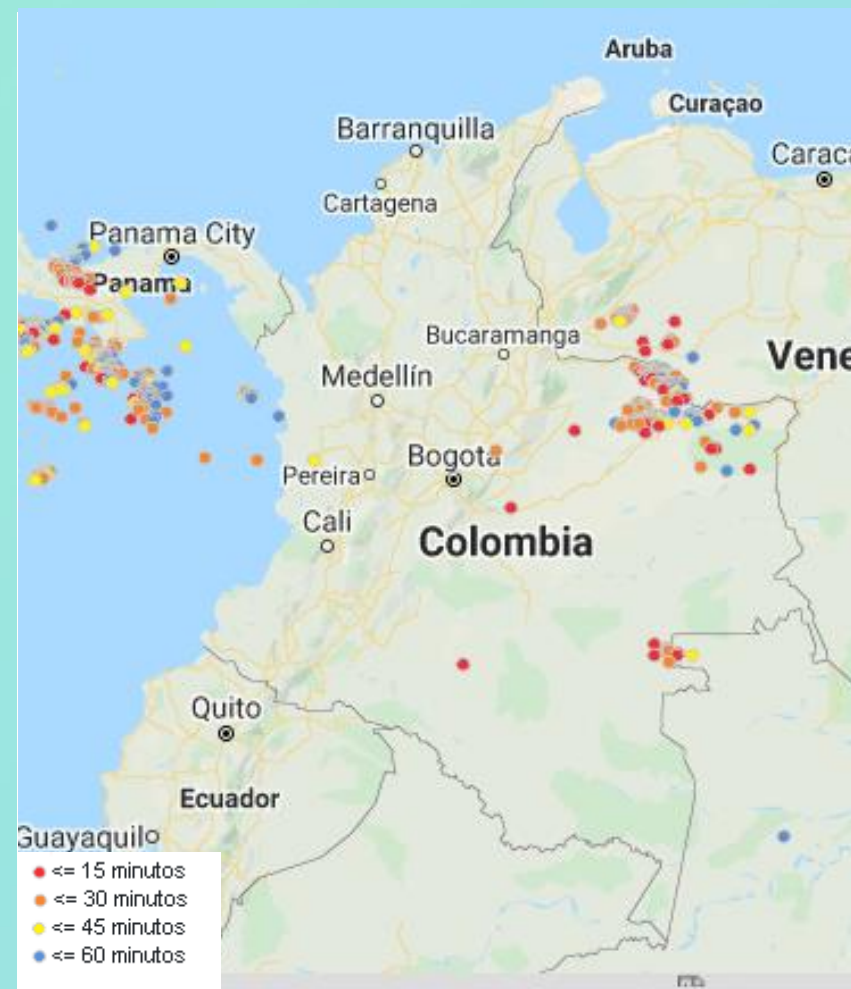 Aruba
Curaçao
Barranquilla
Caraca
Cartagena
Panama City
Panama
Bucaramanga
Vene
Medellín
Bogota
Pereira
Cali
Colombia
Quito
Ecuador
Guayaquil
<= 15 minutos
<= 30 minutos
<= 45 minutos
<= 60 minutos